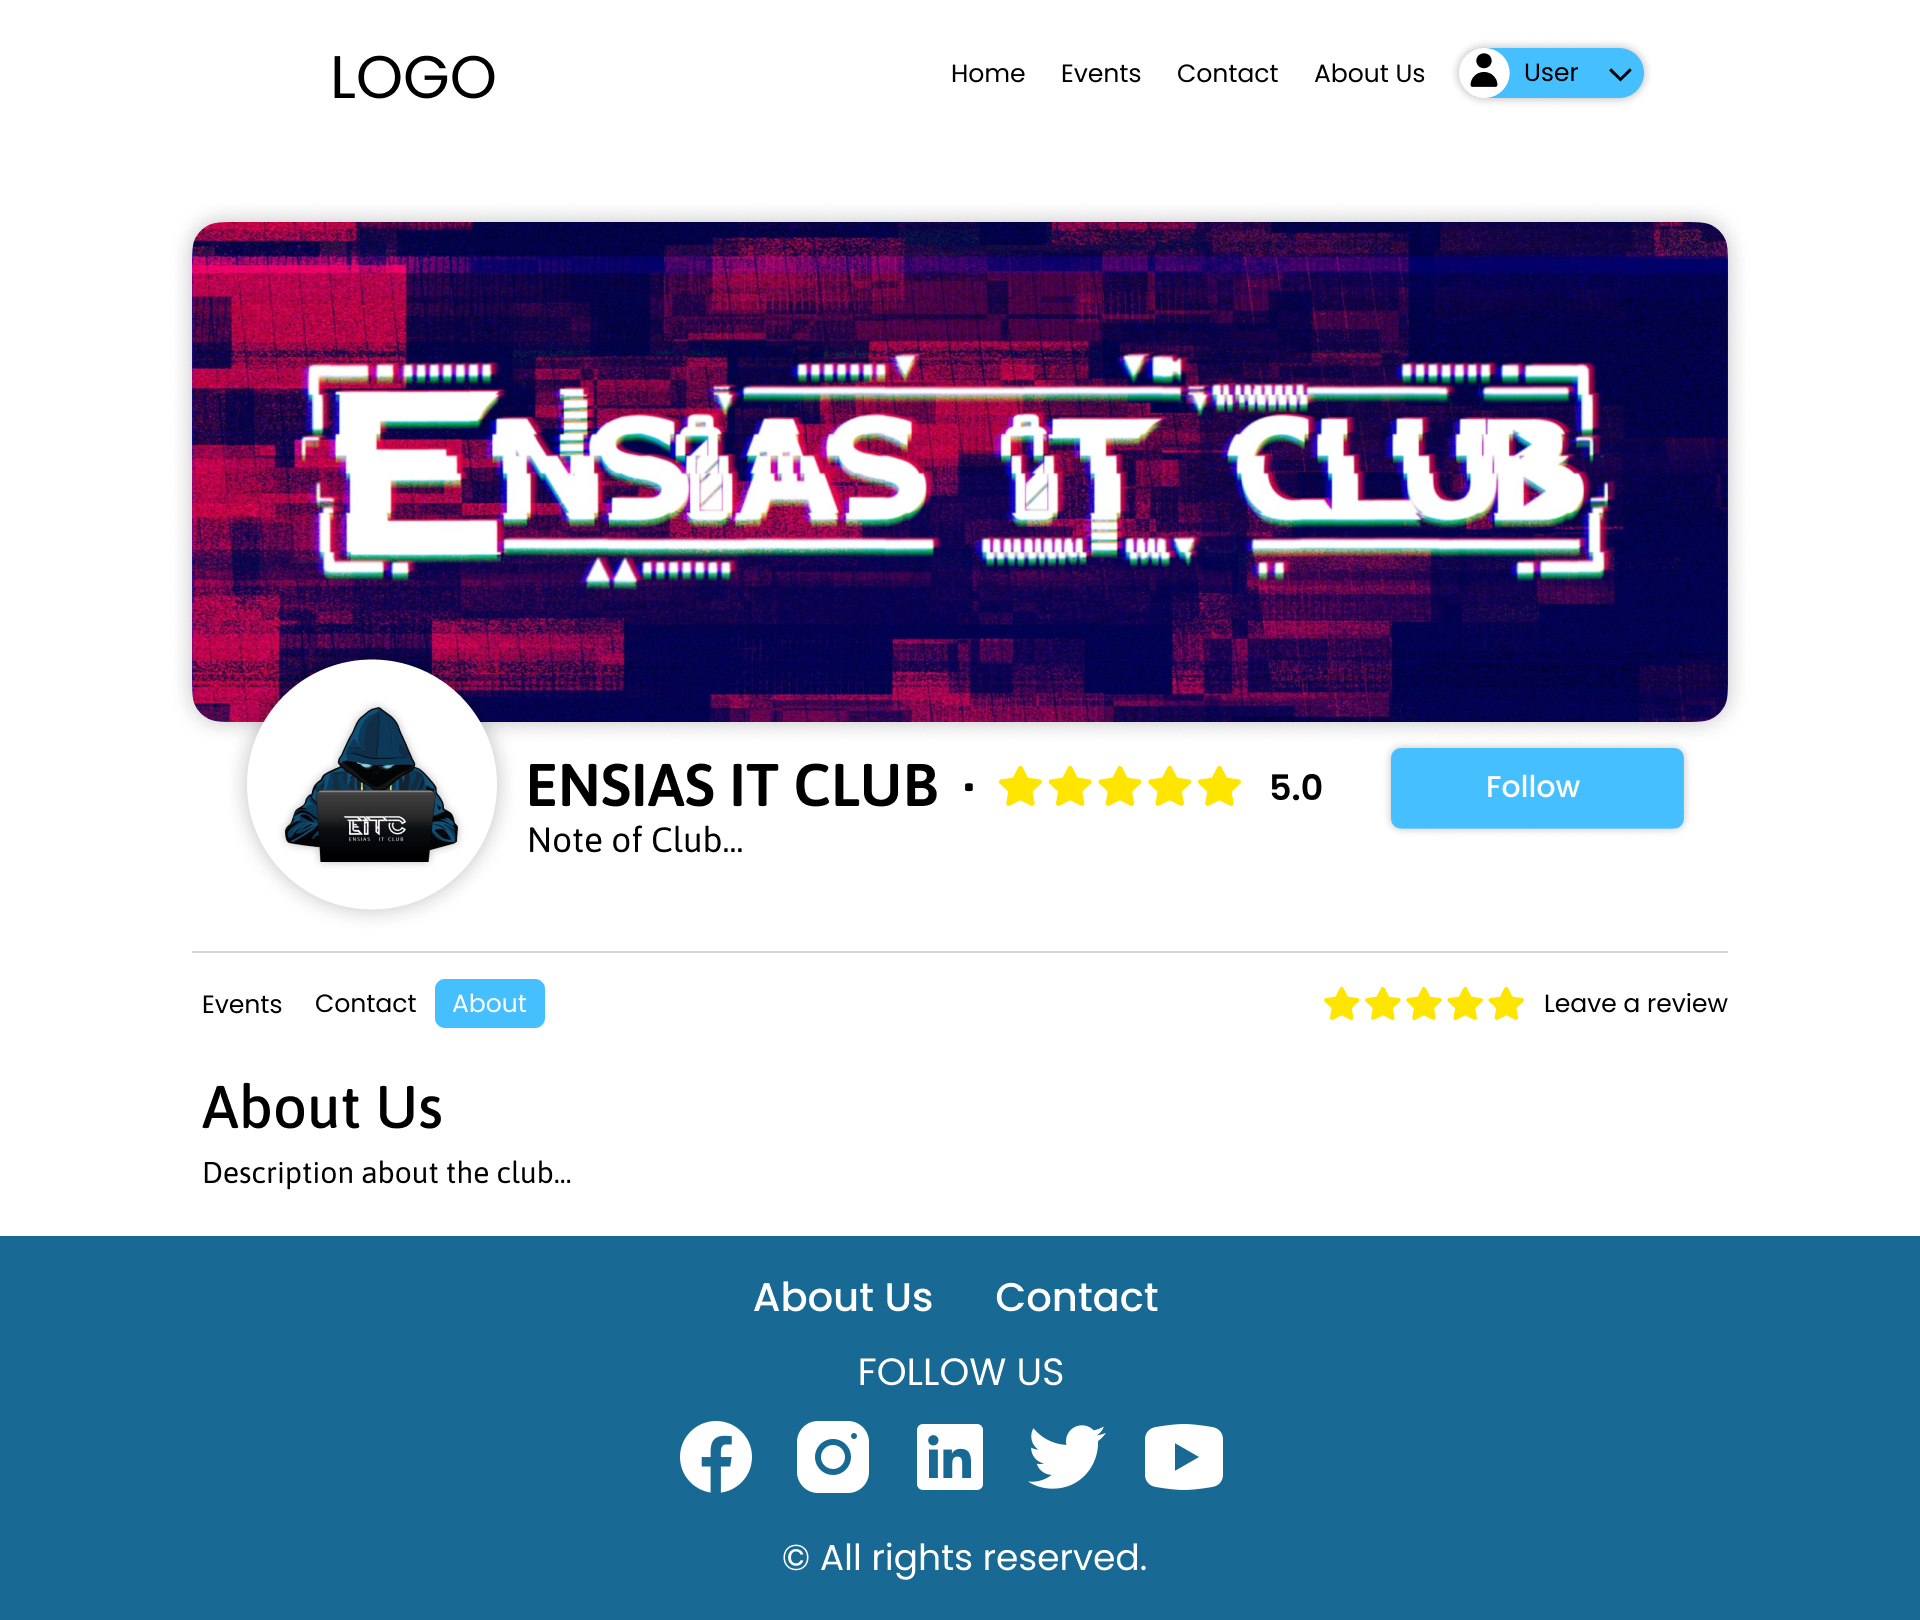 LOGO
Home Events Contact About Us User
ENSIAS IT CLUB
EITC
ENSIAS IT CLUB
ENSIAS IT CLUB · 5.0 Follow
Note of Club...
Events Contact About Leave a review
About Us
Description about the club...
About Us Contact
FOLLOW US
© All rights reserved.